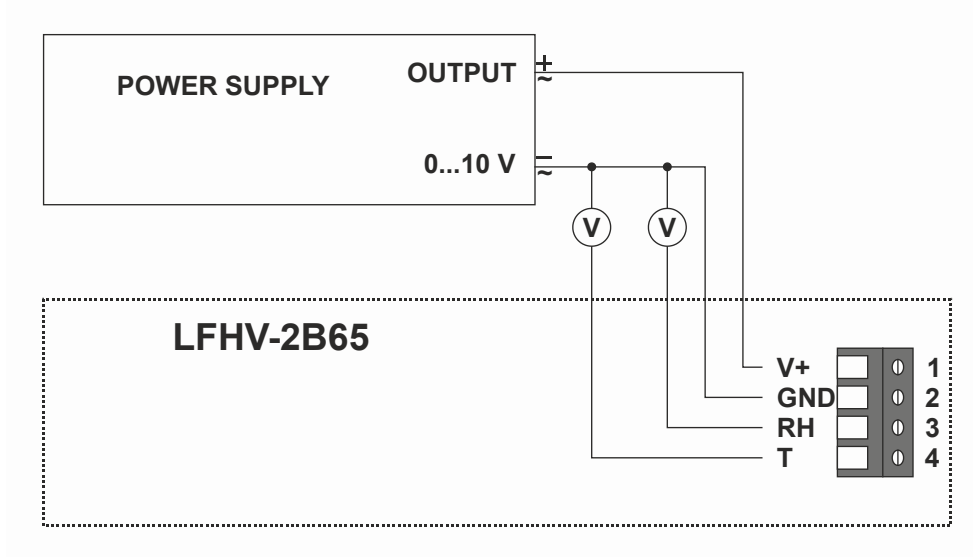 POWER SUPPLY
OUTPUT + ~
0...10 V − ~
V V
LFHV-2B65
V+ 1
GND 2
RH 3
T 4